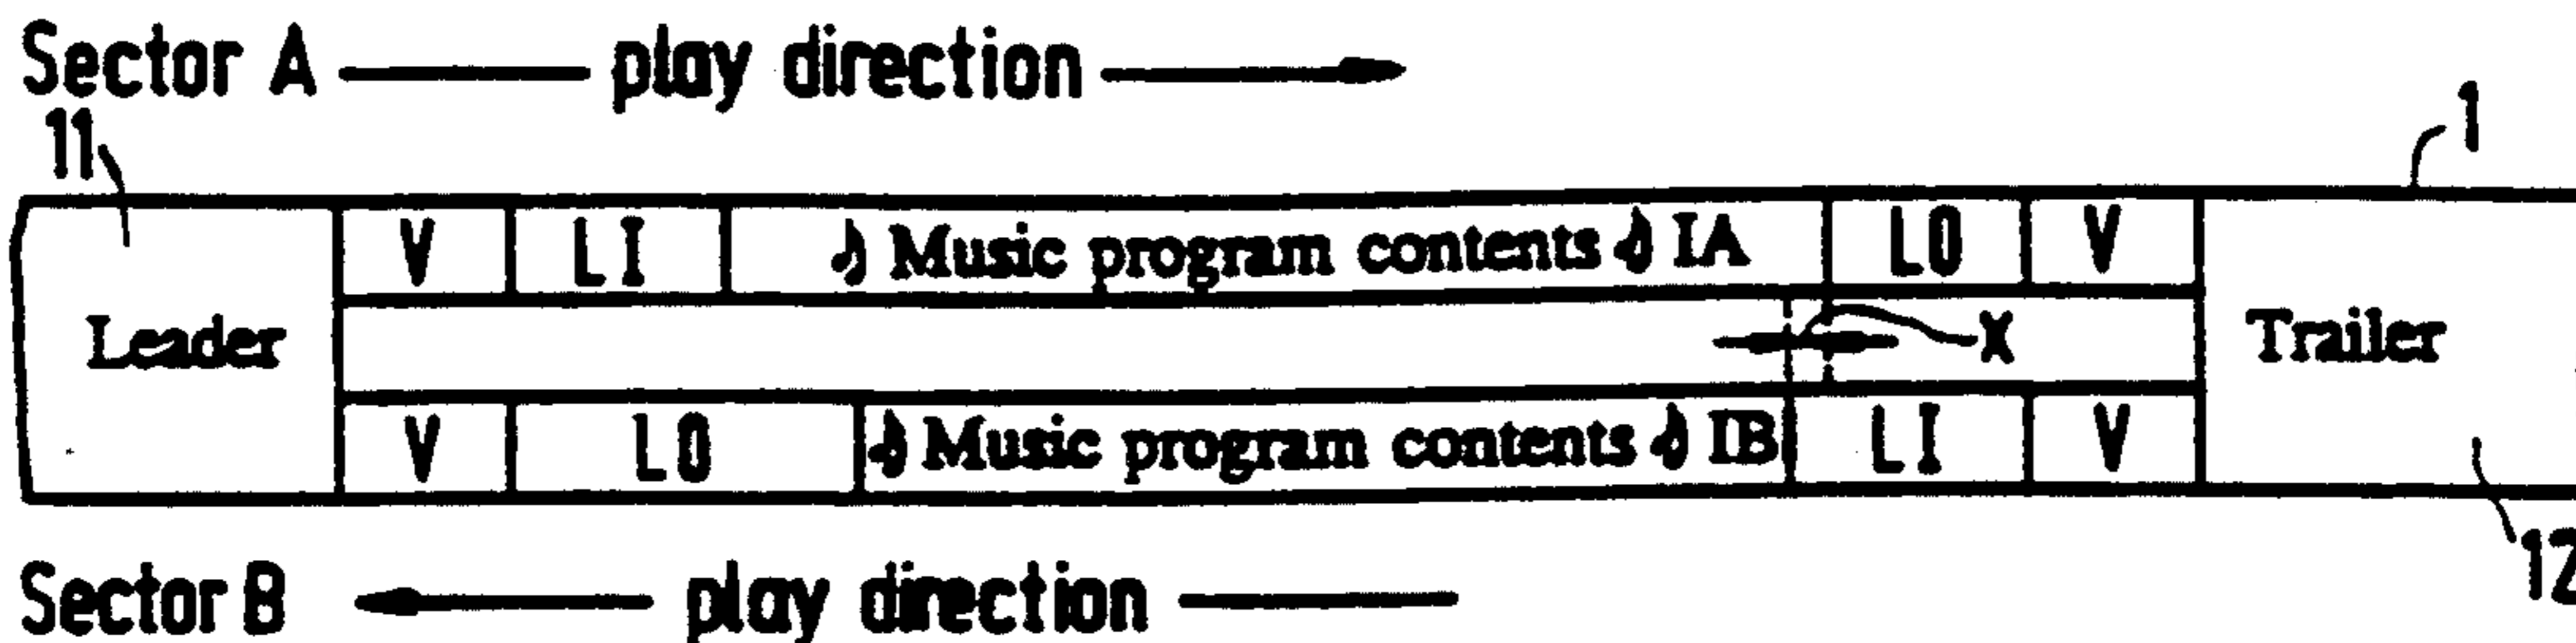 Sector A play direction
11 1
V LI Music program contents IA LO V
Leader X Trailer
V LO Music program contents IB LI V
12
Sector B play direction